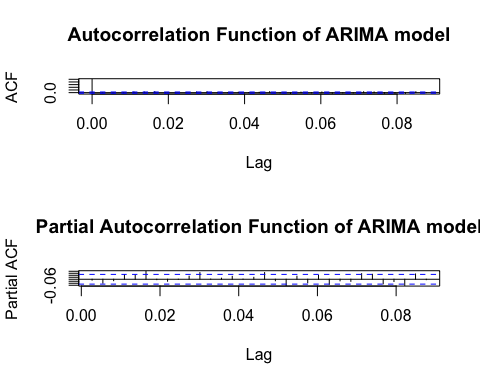 Autocorrelation Function of ARIMA model
ACF
0.0
0.00 0.02 0.04 0.06 0.08
Lag
Partial Autocorrelation Function of ARIMA model
Partial ACF
-0.06
0.00 0.02 0.04 0.06 0.08
Lag